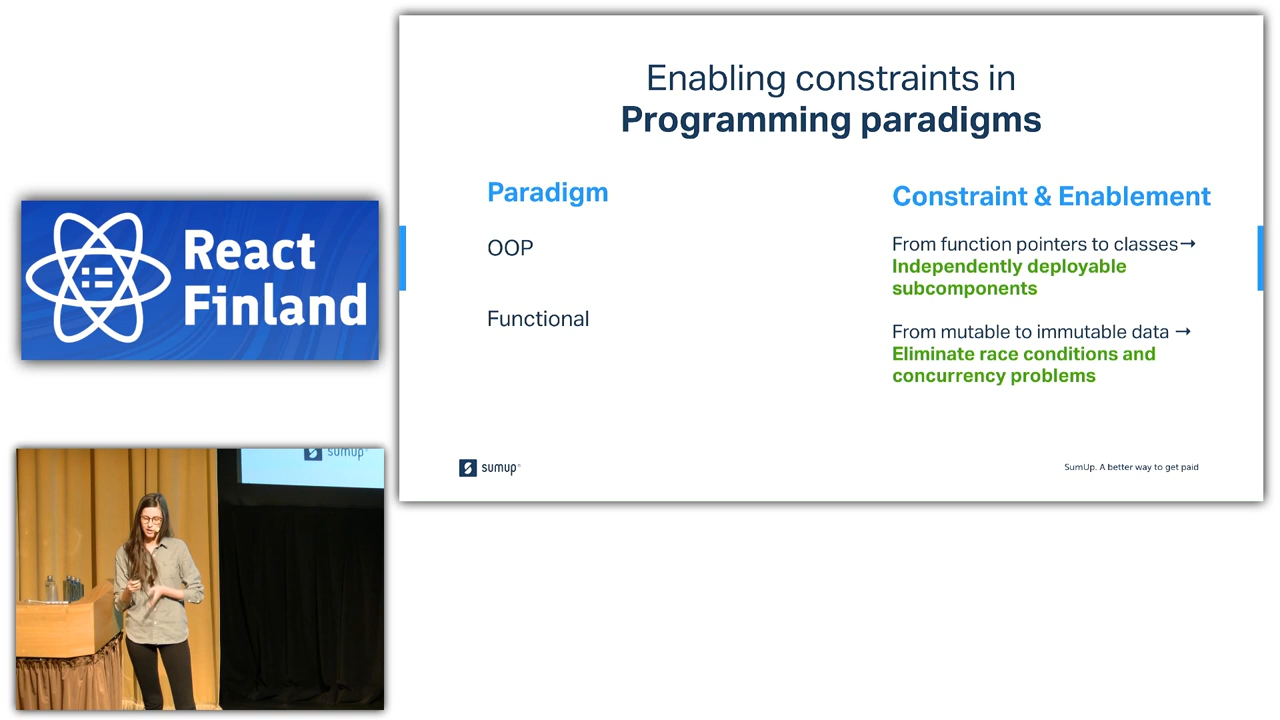 React
Finland
Enabling constraints in
Programming paradigms
Paradigm
OOP
Functional
Constraint & Enablement
From function pointers to classes→
Independently deployable
subcomponents
From mutable to immutable data →
Eliminate race conditions and
concurrency problems
sumup®
SumUp. A better way to get paid
sumup®